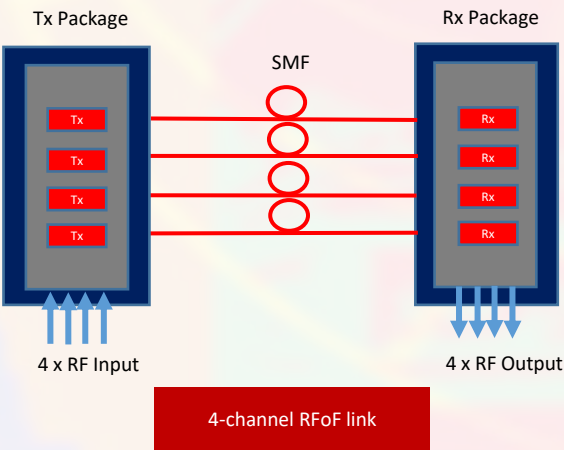 Tx Package
Rx Package
SMF
Tx
Rx
Tx
Rx
Tx
Rx
Tx
Rx
4 x RF Input
4 x RF Output
4-channel RFoF link